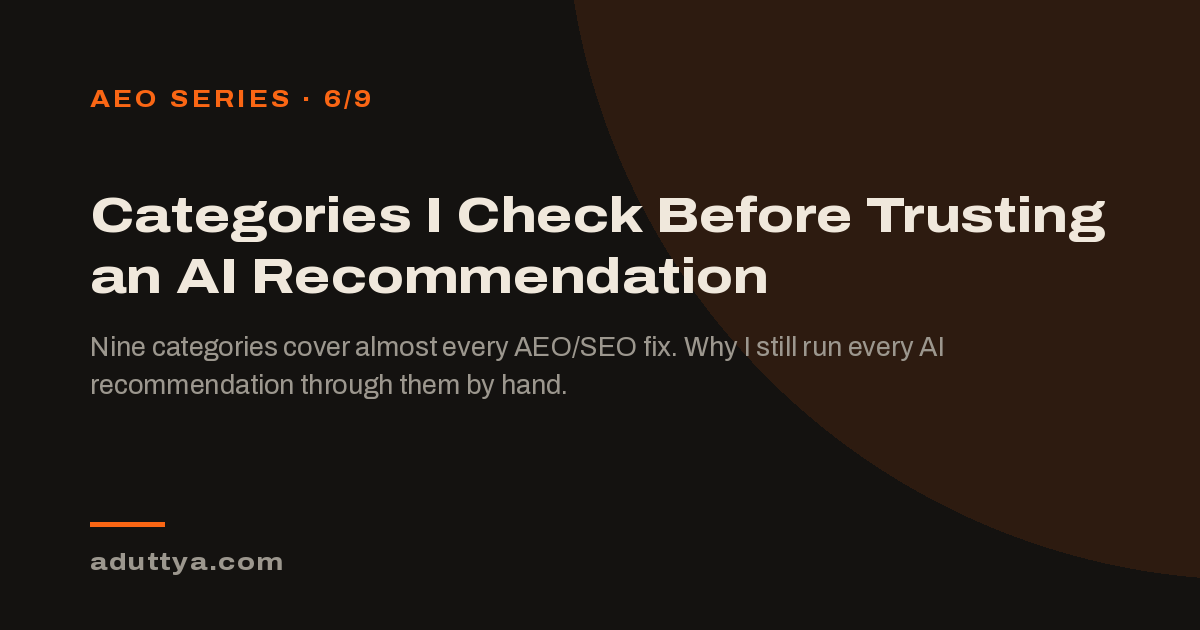 AEO SERIES · 6/9
Categories I Check Before Trusting
an AI Recommendation
Nine categories cover almost every AEO/SEO fix. Why I still run every AI
recommendation through them by hand.
aduttya.com